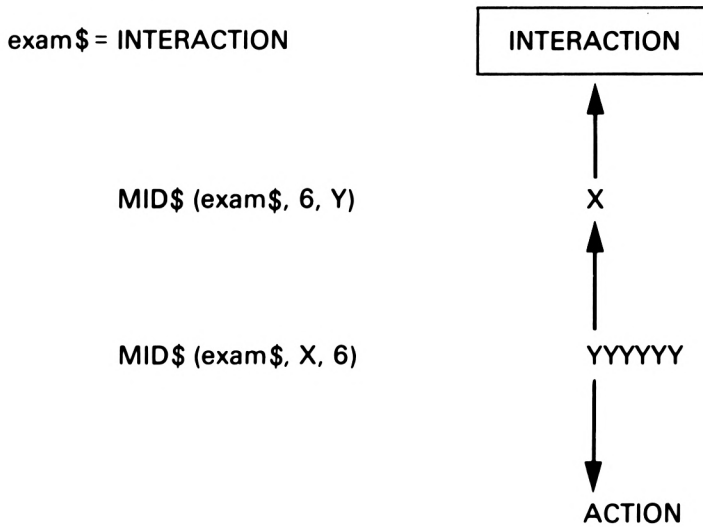 exam$ = INTERACTION
INTERACTION
MID$ (exam$, 6, Y)
X
MID$ (exam$, X, 6)
YYYYYY
ACTION